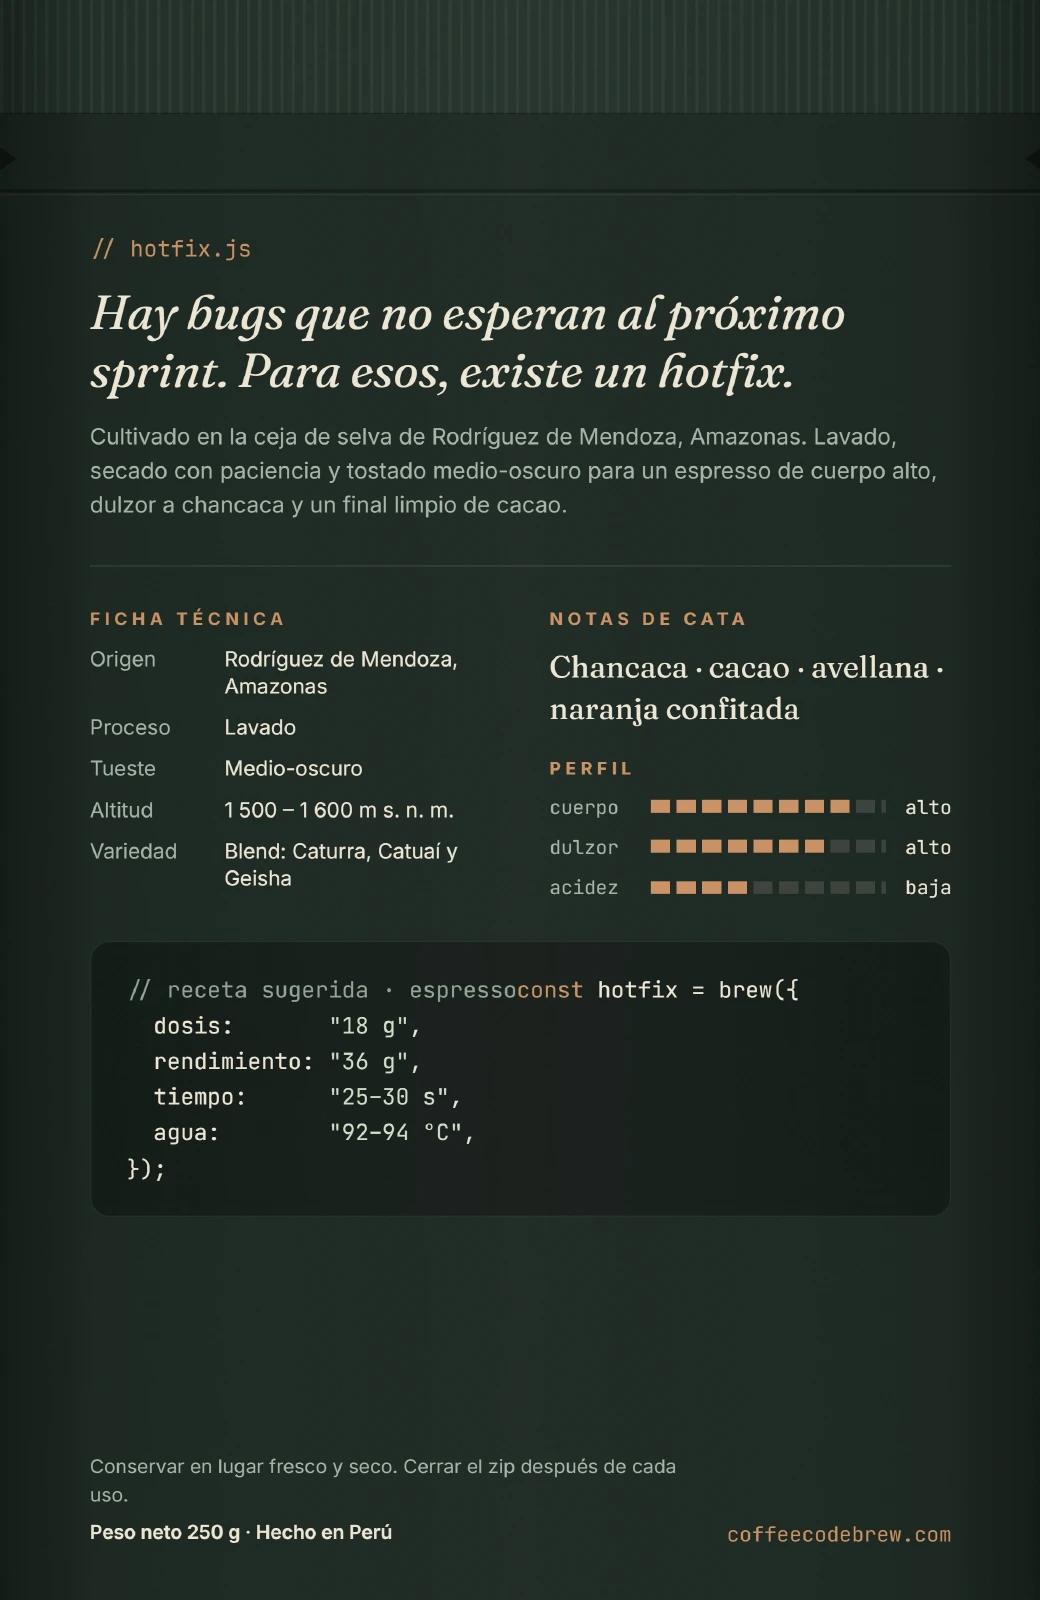 // hotfix.js
Hay bugs que no esperan al próximo
sprint. Para esos, existe un hotfix.
Cultivado en la ceja de selva de Rodríguez de Mendoza, Amazonas. Lavado,
secado con paciencia y tostado medio-oscuro para un espresso de cuerpo alto,
dulzor a chancaca y un final limpio de cacao.
FICHA TÉCNICA
Origen Rodríguez de Mendoza,
Amazonas
Proceso Lavado
Tueste Medio-oscuro
Altitud 1 500 – 1 600 m s. n. m.
Variedad Blend: Caturra, Catuaí y
Geisha
NOTAS DE CATA
Chancaca · cacao · avellana ·
naranja confitada
PERFIL
cuerpo alto
dulzor alto
acidez baja
// receta sugerida · espressoconst hotfix = brew({
  dosis:       "18 g",
  rendimiento: "36 g",
  tiempo:      "25–30 s",
  agua:        "92–94 °C",
});
Conservar en lugar fresco y seco. Cerrar el zip después de cada
uso.
Peso neto 250 g · Hecho en Perú
coffeecodebrew.com